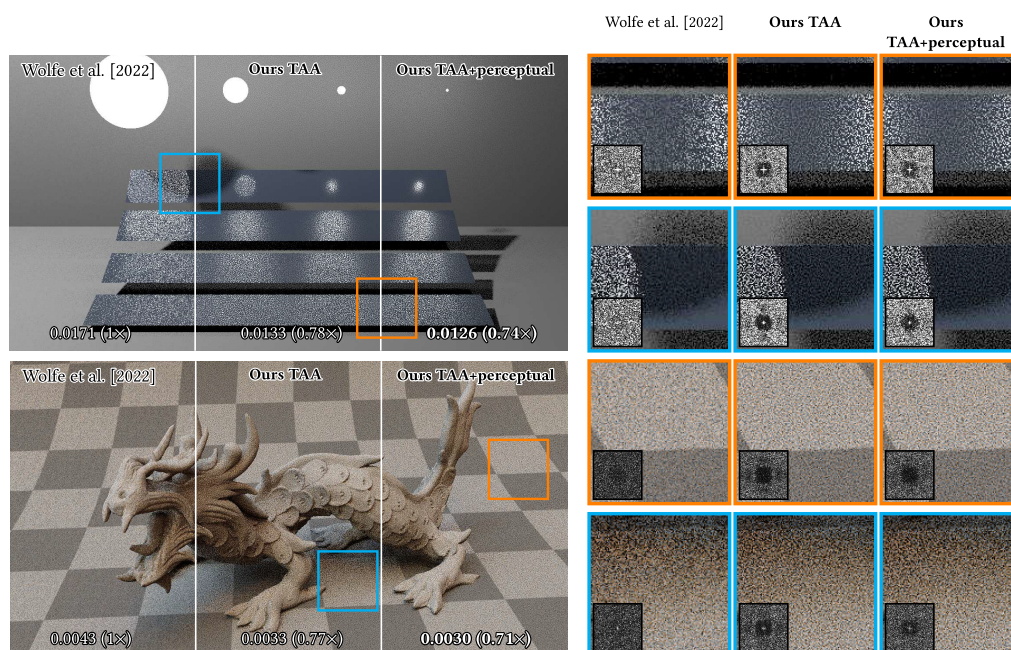 Wolfe et al. [2022]
Ours TAA
Ours
TAA+perceptual
Wolfe et al. [2022]
Ours TAA
Ours TAA+perceptual
0.0171 (1×)
0.0133 (0.78×)
0.0126 (0.74×)
Wolfe et al. [2022]
Ours TAA
Ours TAA+perceptual
0.0043 (1×)
0.0033 (0.77×)
0.0030 (0.71×)